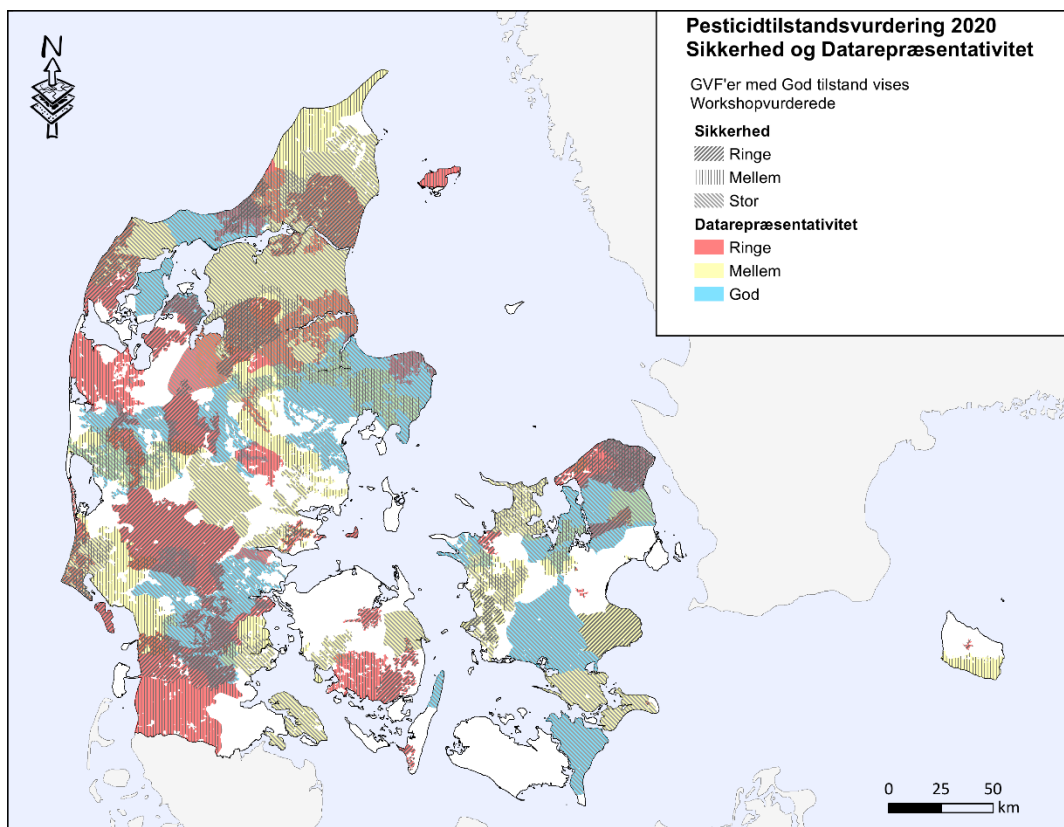 Pesticidtilstandsvurdering 2020
Sikkerhed og Datarepræsentativitet
GVF'er med God tilstand vises
Workshopvurderede
Sikkerhed
Ringe
Mellem
Stor
Datarepræsentativitet
Ringe
Mellem
God
N
0 25 50
km